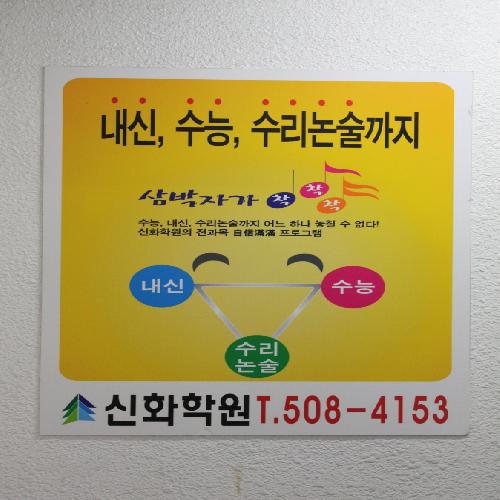 내신, 수능, 수리논술까지
삼박자가 착 착 착
수능, 내신, 수리논술까지 어느 하나 놓칠 수 없다!
신화학원의 전과목 自信滿滿 프로그램
내신 수능
수리
논술
신화학원 T.508-4153